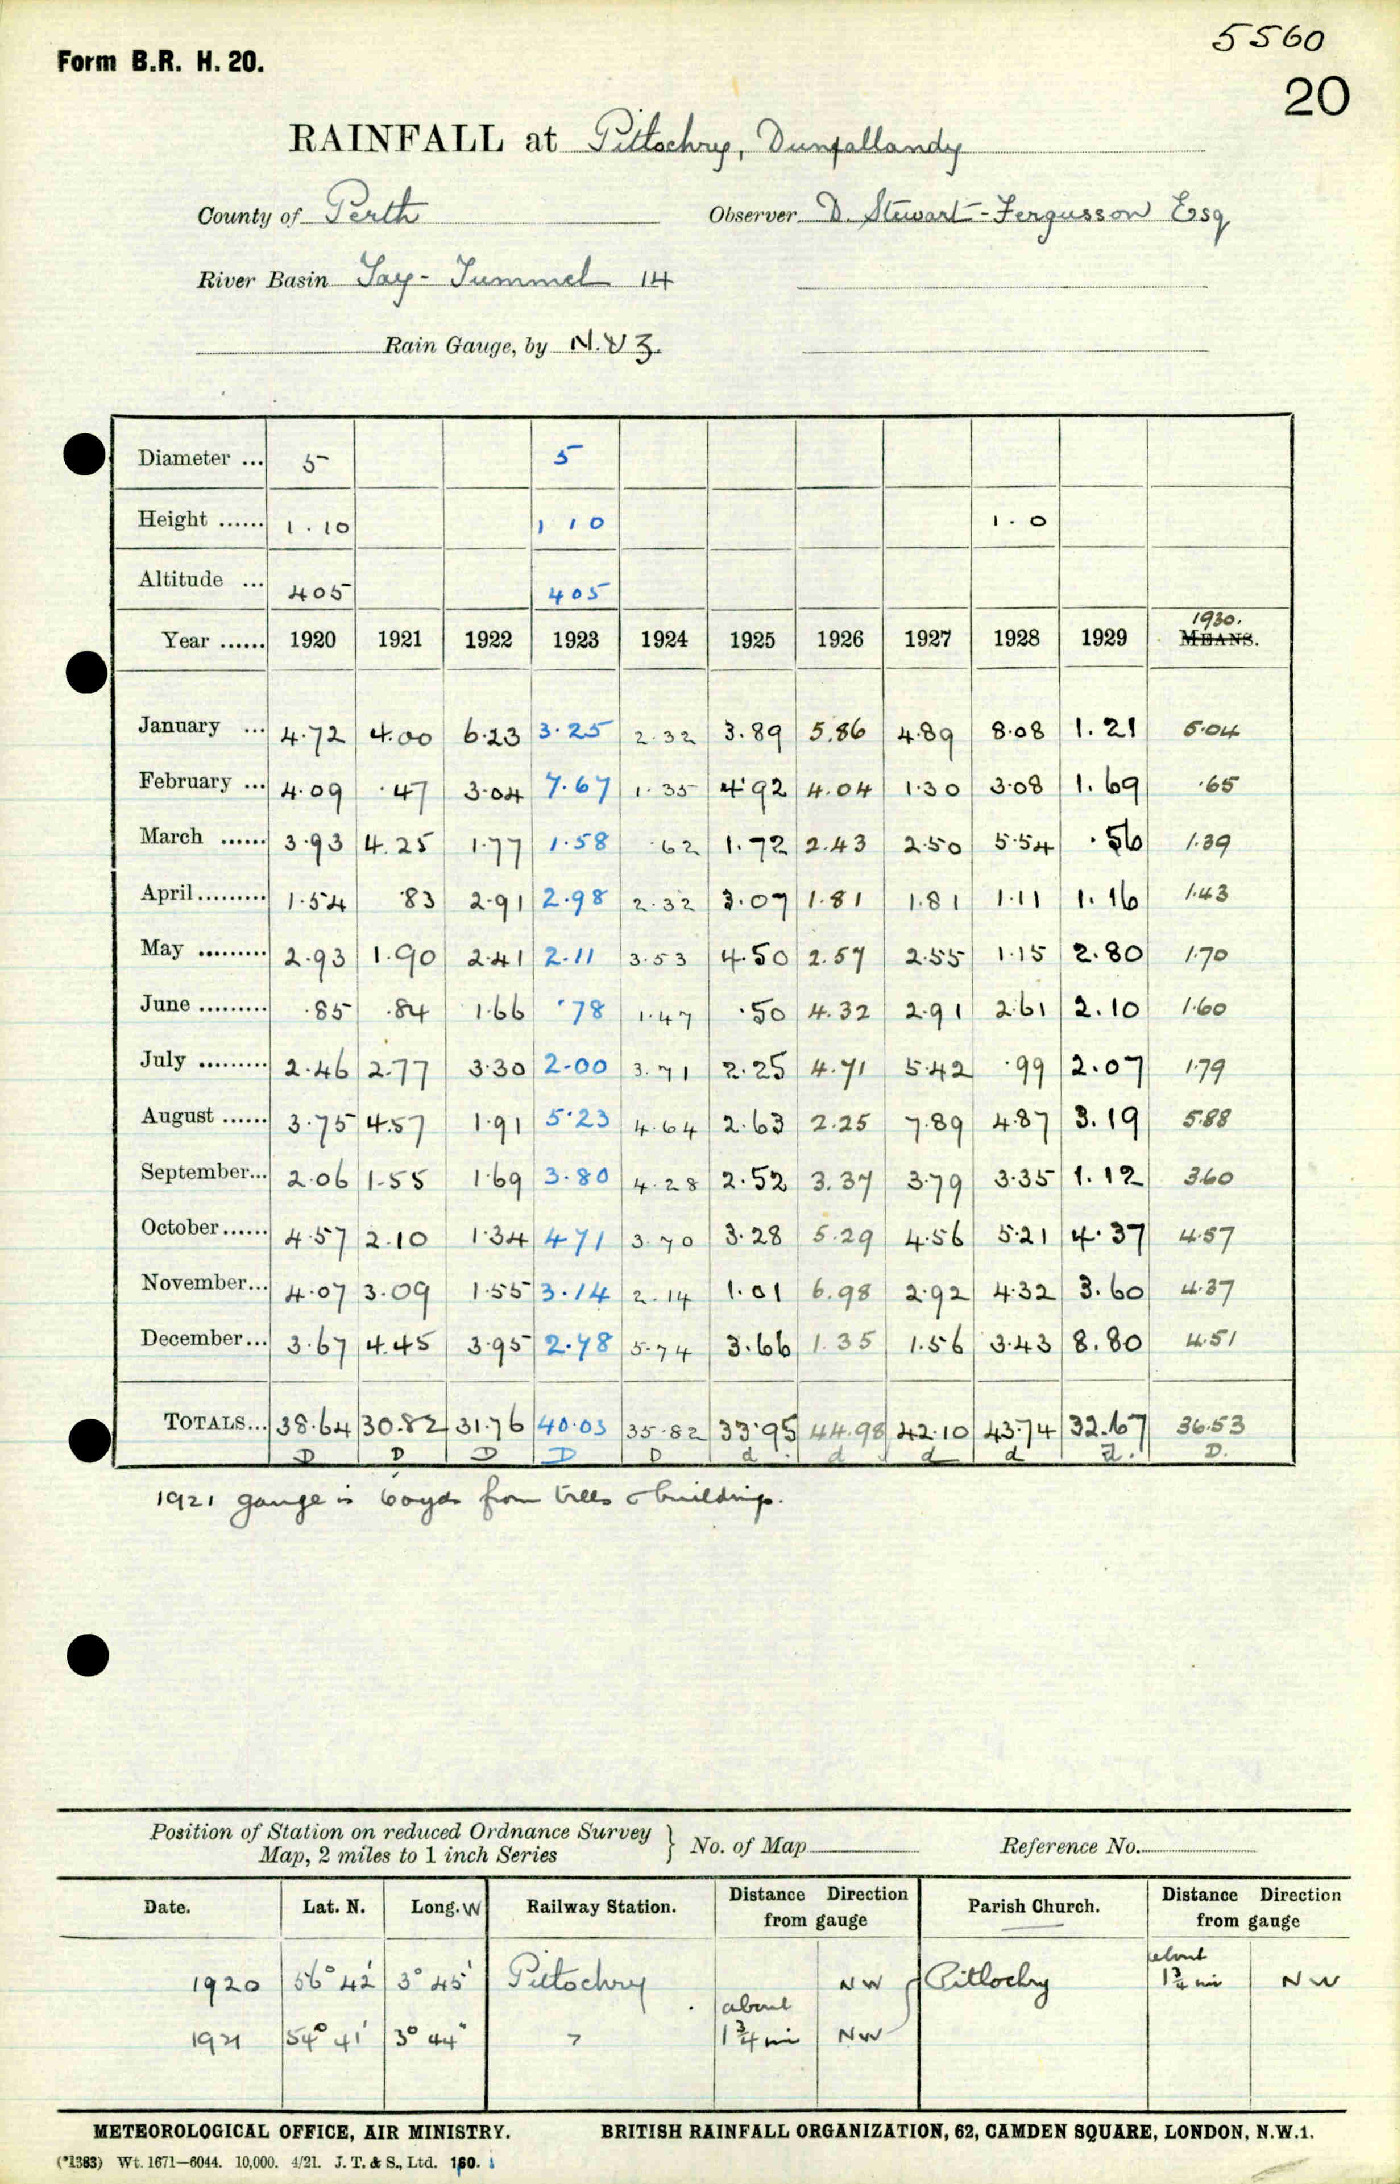 5560
Form B.R. H. 20.
20
RAINFALL at Pitlochry, Dunfallandy
County of Perth Observer D. Stewart-Fergusson Esq
River Basin Tay-Tummel 14
Rain Gauge, by N. & Z.
Diameter ... 5 5
Height ...... 1.10 1 10 1.0
Altitude ... 405 405
1930.
Year ...... 1920 1921 1922 1923 1924 1925 1926 1927 1928 1929 MEANS.
January ... 4.72 4.00 6.23 3.25 2.32 3.89 5.86 4.89 8.08 1.21 5.04
February ... 4.09 .47 3.04 7.67 1.35 4.92 4.04 1.30 3.08 1.69 .65
March ...... 3.93 4.25 1.77 1.58 .62 1.72 2.43 2.50 5.54 .56 1.39
April ......... 1.54 .83 2.91 2.98 2.32 3.07 1.81 1.81 1.11 1.16 1.43
May ......... 2.93 1.90 2.41 2.11 3.53 4.50 2.57 2.55 1.15 2.80 1.70
June ......... .85 .84 1.66 .78 1.47 .50 4.32 2.91 2.61 2.10 1.60
July ......... 2.46 2.77 3.30 2.00 3.71 2.25 4.71 5.42 .99 2.07 1.79
August ...... 3.75 4.57 1.91 5.23 4.64 2.63 2.25 7.89 4.87 3.19 5.88
September... 2.06 1.55 1.69 3.80 4.28 2.52 3.37 3.79 3.35 1.12 3.60
October...... 4.57 2.10 1.34 4.71 3.70 3.28 5.29 4.56 5.21 4.37 4.57
November... 4.07 3.09 1.55 3.14 2.14 1.01 6.98 2.92 4.32 3.60 4.37
December... 3.67 4.45 3.95 2.78 5.74 3.66 1.35 1.56 3.43 8.80 4.51
TOTALS... 38.64 30.82 31.76 40.03 35.82 33.95 44.98 42.10 43.74 32.67 36.53
D D D D D d d d d d. D.
1921 gauge is 60yds from trees & buildings.
Position of Station on reduced Ordnance Survey
Map, 2 miles to 1 inch Series } No. of Map Reference No.
Date. Lat. N. Long. W Railway Station. Distance Direction from gauge Parish Church. Distance Direction from gauge
1920 56° 42' 3° 45' Pitlochry NW Pitlochry about 1¾ mi NW
1921 54° 41' 3° 44' " about 1¾ mi NW
METEOROLOGICAL OFFICE, AIR MINISTRY. BRITISH RAINFALL ORGANIZATION, 62, CAMDEN SQUARE, LONDON, N.W.1.
(*1383) Wt. 1671—6044. 10,000. 4/21. J. T. & S., Ltd. 160.